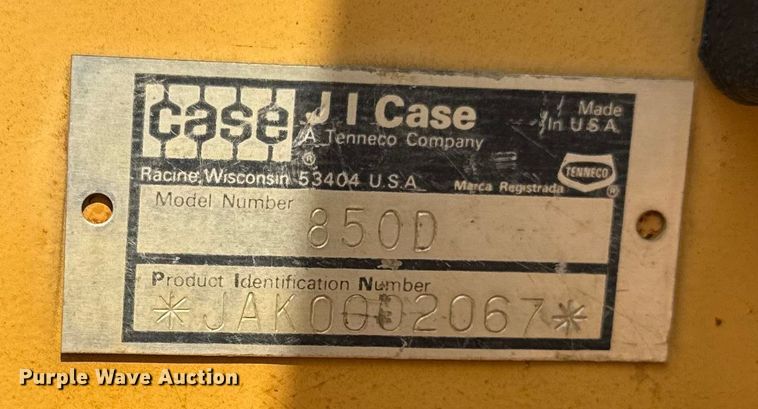 case
J I Case
A Tenneco Company
®
Made
In U.S.A.
Racine, Wisconsin 53404 U.S.A.
Marca Registrada
TENNECO
®
Model Number
850D
Product Identification Number
*JAK0002067*
Purple Wave Auction